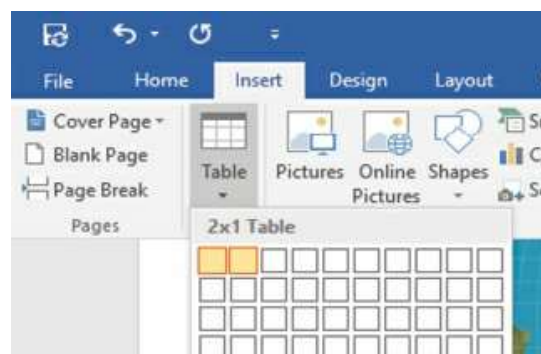 File Home Insert Design Layout
Cover Page
Blank Page
Page Break
Table
Pictures
Online
Pictures
Shapes
Pages
2x1 Table